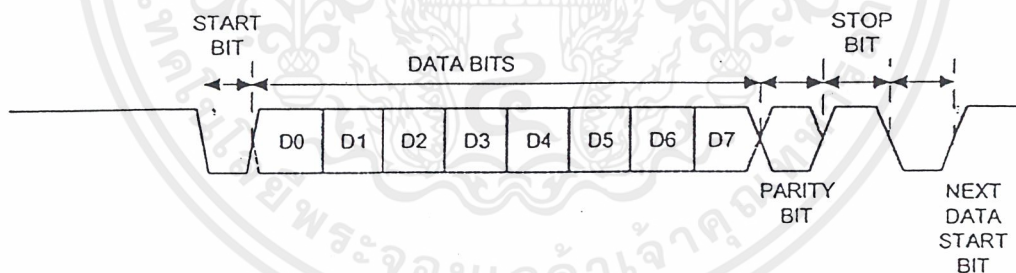 START
BIT
DATA BITS
STOP
BIT
D0 D1 D2 D3 D4 D5 D6 D7
PARITY
BIT
NEXT
DATA
START
BIT